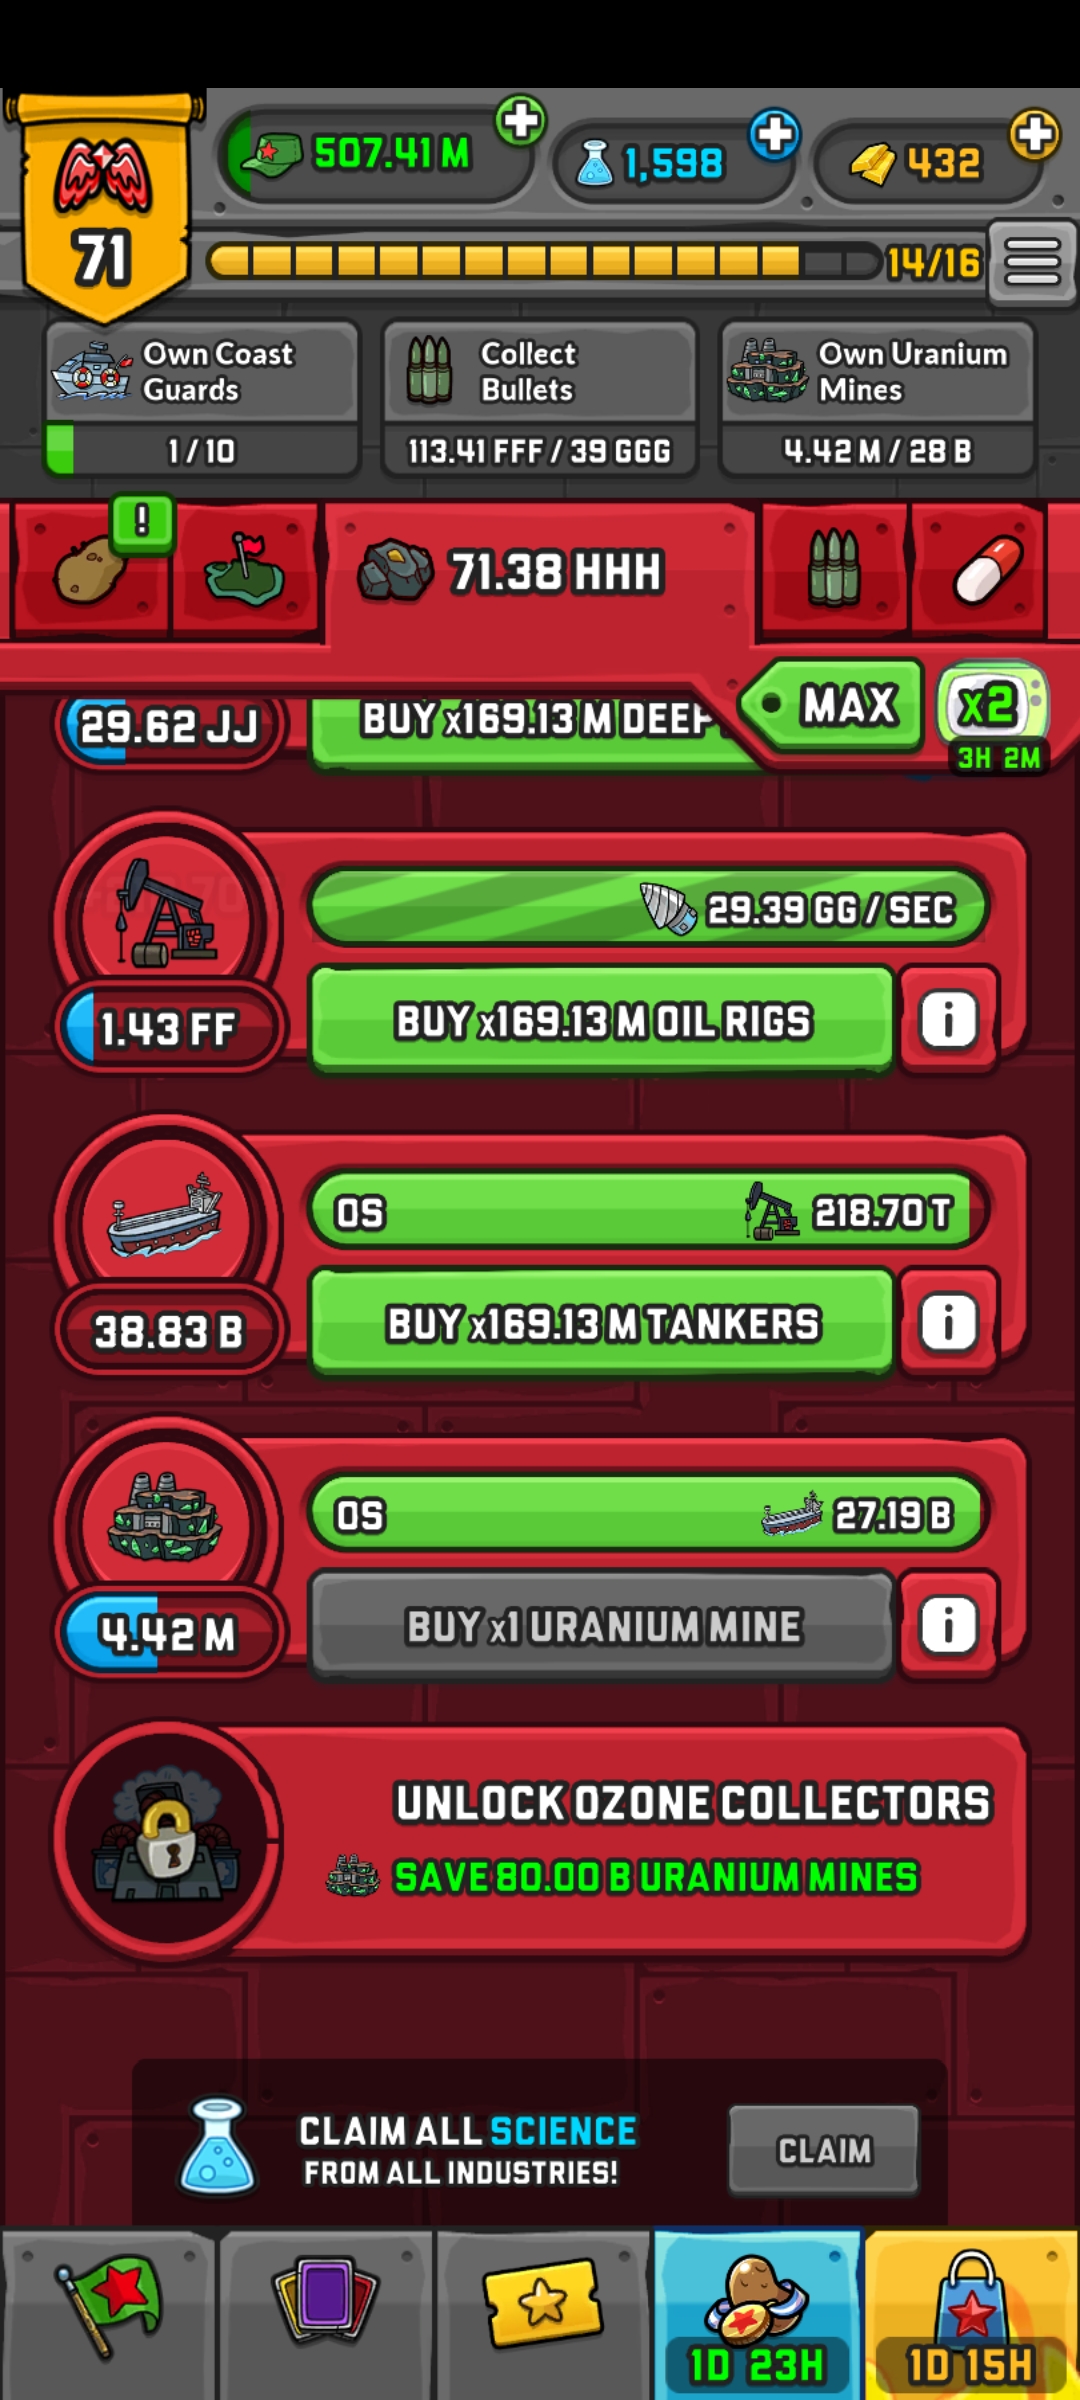 507.41 M
1,598
432
71
14/16
Own Coast
Guards
1/10
Collect
Bullets
113.41 FFF / 39 GGG
Own Uranium
Mines
4.42 M / 28 B
!
71.38 HHH
MAX
x2
3H 2M
29.62 JJ
BUY x169.13 M DEEP
29.39 GG / SEC
1.43 FF
BUY x169.13 M OIL RIGS
i
0S
218.70 T
38.83 B
BUY x169.13 M TANKERS
i
0S
27.19 B
4.42 M
BUY x1 URANIUM MINE
i
UNLOCK OZONE COLLECTORS
SAVE 80.00 B URANIUM MINES
CLAIM ALL SCIENCE
FROM ALL INDUSTRIES!
CLAIM
1D 23H
1D 15H